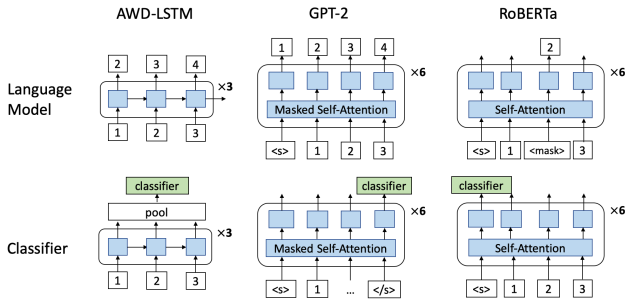 AWD-LSTM GPT-2 RoBERTa
Language Model
2 3 4 ×3
1 2 3
1 2 3 4 ×6
Masked Self-Attention
<s> 1 2 3
2 ×6
Self-Attention
<s> 1 <mask> 3
Classifier
classifier
pool
×3
1 2 3
classifier
×6
Masked Self-Attention
<s> 1 ... </s>
classifier
×6
Self-Attention
<s> 1 2 3